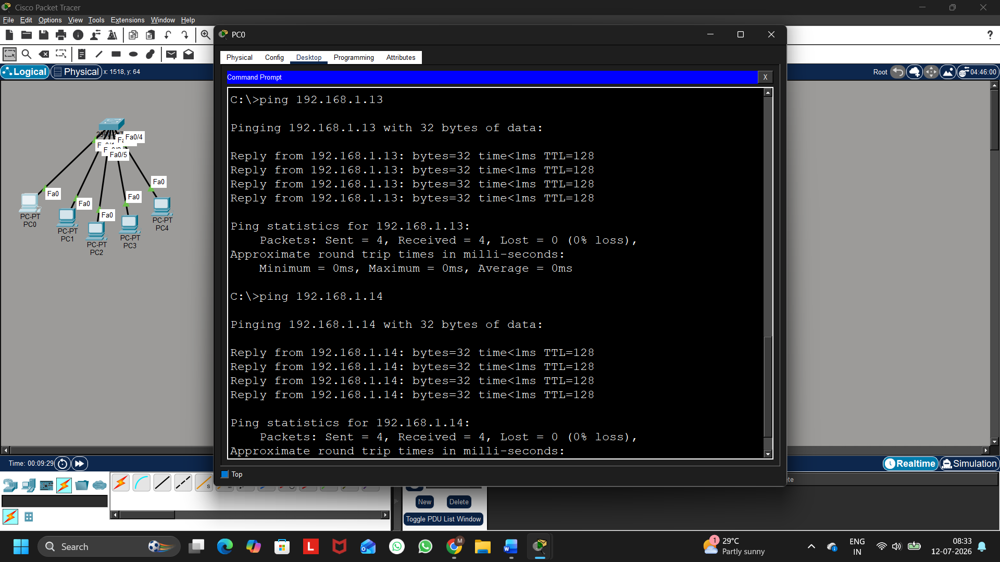 Cisco Packet Tracer
File Edit Options View Tools Extensions Window Help
Logical Physical x: 1518, y: 64
Root 04:46:00
Fa0/4
Fa0/5
Fa0
Fa0
Fa0
Fa0
Fa0
PC-PT
PC0
PC-PT
PC1
PC-PT
PC2
PC-PT
PC3
PC-PT
PC4
PC0
Physical Config Desktop Programming Attributes
Command Prompt X
C:\>ping 192.168.1.13
Pinging 192.168.1.13 with 32 bytes of data:
Reply from 192.168.1.13: bytes=32 time<1ms TTL=128
Reply from 192.168.1.13: bytes=32 time<1ms TTL=128
Reply from 192.168.1.13: bytes=32 time<1ms TTL=128
Reply from 192.168.1.13: bytes=32 time<1ms TTL=128
Ping statistics for 192.168.1.13:
Packets: Sent = 4, Received = 4, Lost = 0 (0% loss),
Approximate round trip times in milli-seconds:
Minimum = 0ms, Maximum = 0ms, Average = 0ms
C:\>ping 192.168.1.14
Pinging 192.168.1.14 with 32 bytes of data:
Reply from 192.168.1.14: bytes=32 time<1ms TTL=128
Reply from 192.168.1.14: bytes=32 time<1ms TTL=128
Reply from 192.168.1.14: bytes=32 time<1ms TTL=128
Reply from 192.168.1.14: bytes=32 time<1ms TTL=128
Ping statistics for 192.168.1.14:
Packets: Sent = 4, Received = 4, Lost = 0 (0% loss),
Approximate round trip times in milli-seconds:
Top
Time: 00:09:29
Realtime Simulation
New Delete
Toggle PDU List Window
Search
29°C
Partly sunny
ENG
IN
08:33
12-07-2026